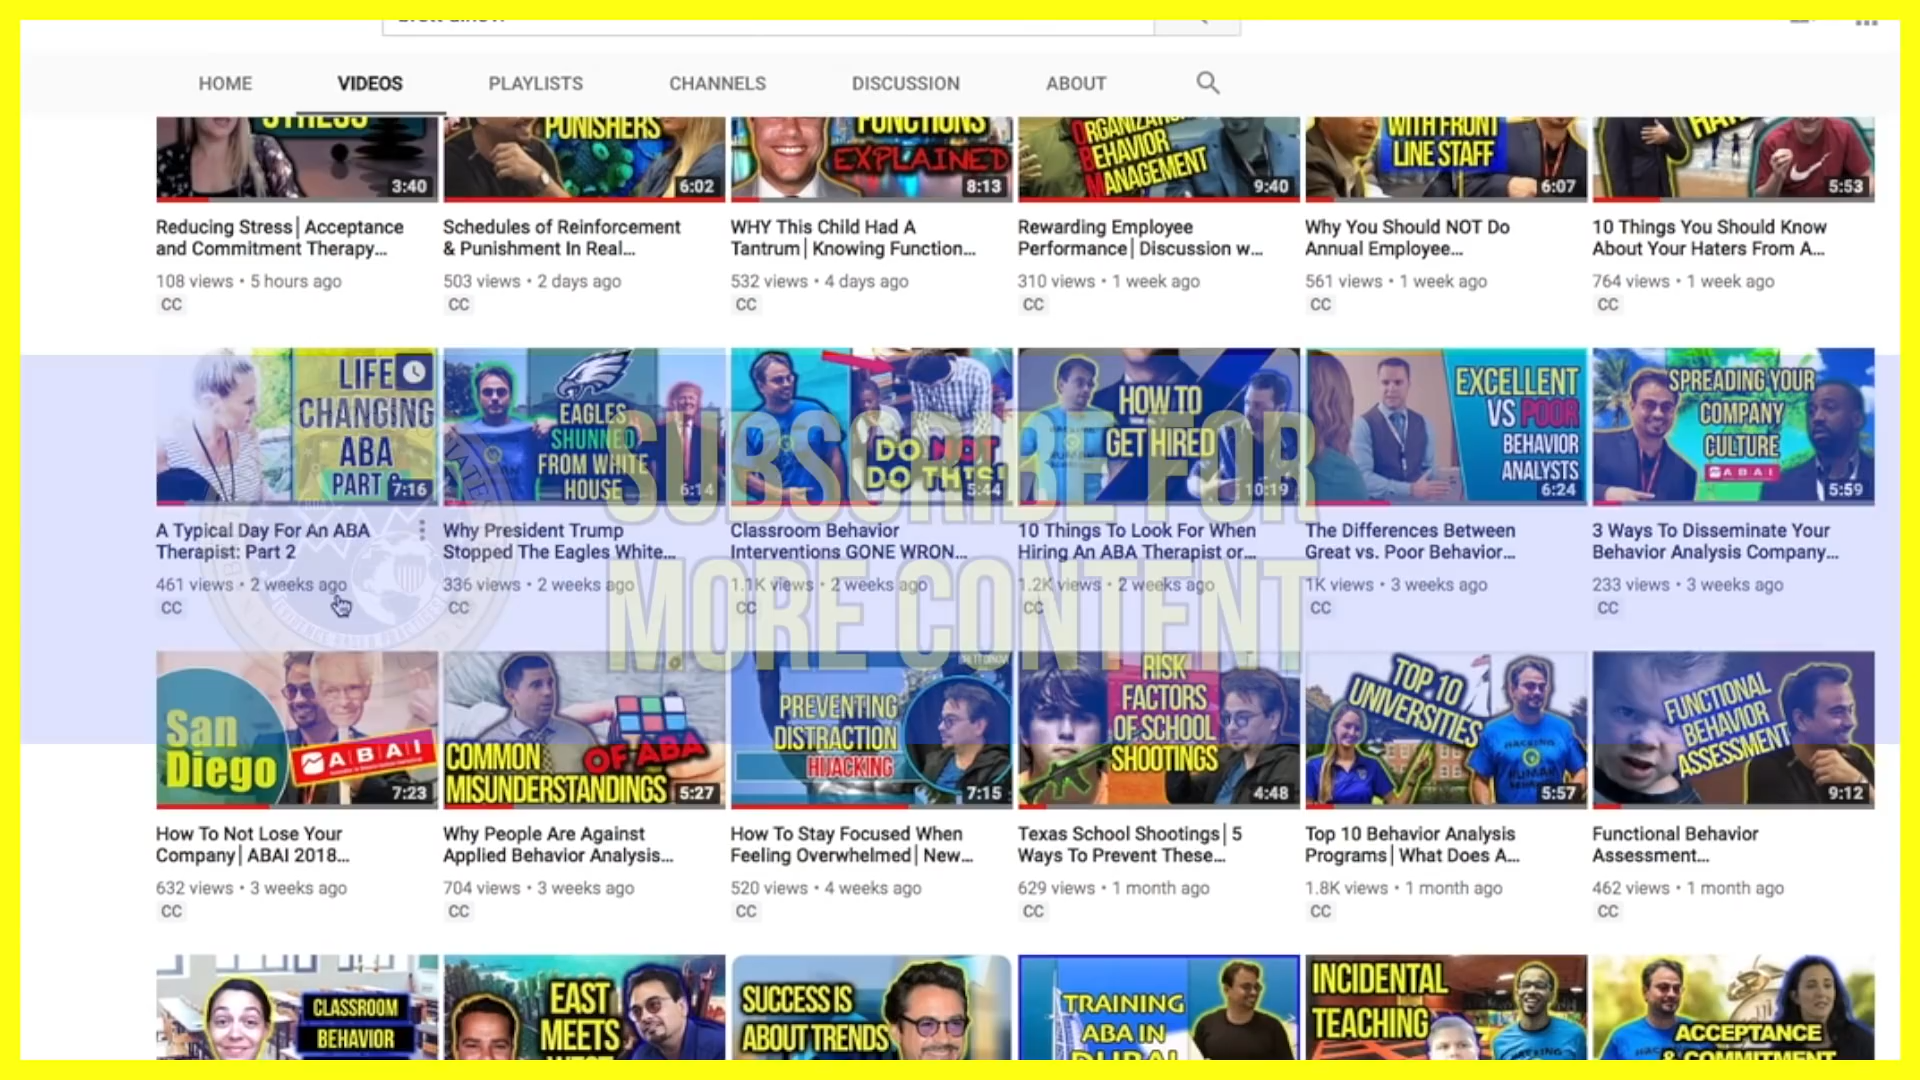 HOME VIDEOS PLAYLISTS CHANNELS DISCUSSION ABOUT
STRESS
3:40
PUNISHERS
6:02
FUNCTIONS
EXPLAINED
8:13
ORGANIZATIONAL
BEHAVIOR
MANAGEMENT
9:40
WITH FRONT
LINE STAFF
6:07
5:53
Reducing Stress| Acceptance
and Commitment Therapy...
108 views • 5 hours ago
CC
Schedules of Reinforcement
& Punishment In Real...
503 views • 2 days ago
CC
WHY This Child Had A
Tantrum| Knowing Function...
532 views • 4 days ago
CC
Rewarding Employee
Performance| Discussion w...
310 views • 1 week ago
CC
Why You Should NOT Do
Annual Employee...
561 views • 1 week ago
CC
10 Things You Should Know
About Your Haters From A...
764 views • 1 week ago
CC
LIFE
CHANGING
ABA
PART
7:16
EAGLES
SHUNNED
FROM WHITE
HOUSE
6:14
DO NOT
DO THIS!
5:44
HOW TO
GET HIRED
10:19
EXCELLENT
VS POOR
BEHAVIOR
ANALYSTS
6:24
SPREADING YOUR
COMPANY
CULTURE
ABAI
5:59
SUBSCRIBE FOR
MORE CONTENT
A Typical Day For An ABA
Therapist: Part 2
461 views • 2 weeks ago
CC
Why President Trump
Stopped The Eagles White...
336 views • 2 weeks ago
CC
Classroom Behavior
Interventions GONE WRON...
1.1K views • 2 weeks ago
CC
10 Things To Look For When
Hiring An ABA Therapist or...
1.2K views • 2 weeks ago
CC
The Differences Between
Great vs. Poor Behavior...
1K views • 3 weeks ago
CC
3 Ways To Disseminate Your
Behavior Analysis Company...
233 views • 3 weeks ago
CC
San
Diego
ABAI
7:23
COMMON
MISUNDERSTANDINGS
OF ABA
5:27
PREVENTING
DISTRACTION
HIJACKING
7:15
RISK
FACTORS
OF SCHOOL
SHOOTINGS
4:48
TOP 10
UNIVERSITIES
HACKING
HUMAN
5:57
FUNCTIONAL
BEHAVIOR
ASSESSMENT
9:12
How To Not Lose Your
Company| ABAI 2018...
632 views • 3 weeks ago
CC
Why People Are Against
Applied Behavior Analysis...
704 views • 3 weeks ago
CC
How To Stay Focused When
Feeling Overwhelmed| New...
520 views • 4 weeks ago
CC
Texas School Shootings| 5
Ways To Prevent These...
629 views • 1 month ago
CC
Top 10 Behavior Analysis
Programs| What Does A...
1.8K views • 1 month ago
CC
Functional Behavior
Assessment...
462 views • 1 month ago
CC
CLASSROOM
BEHAVIOR
EAST
MEETS
WEST
SUCCESS IS
ABOUT TRENDS
TRAINING
ABA IN
DUBAI
INCIDENTAL
TEACHING
HACKING
ACCEPTANCE
& COMMITMENT